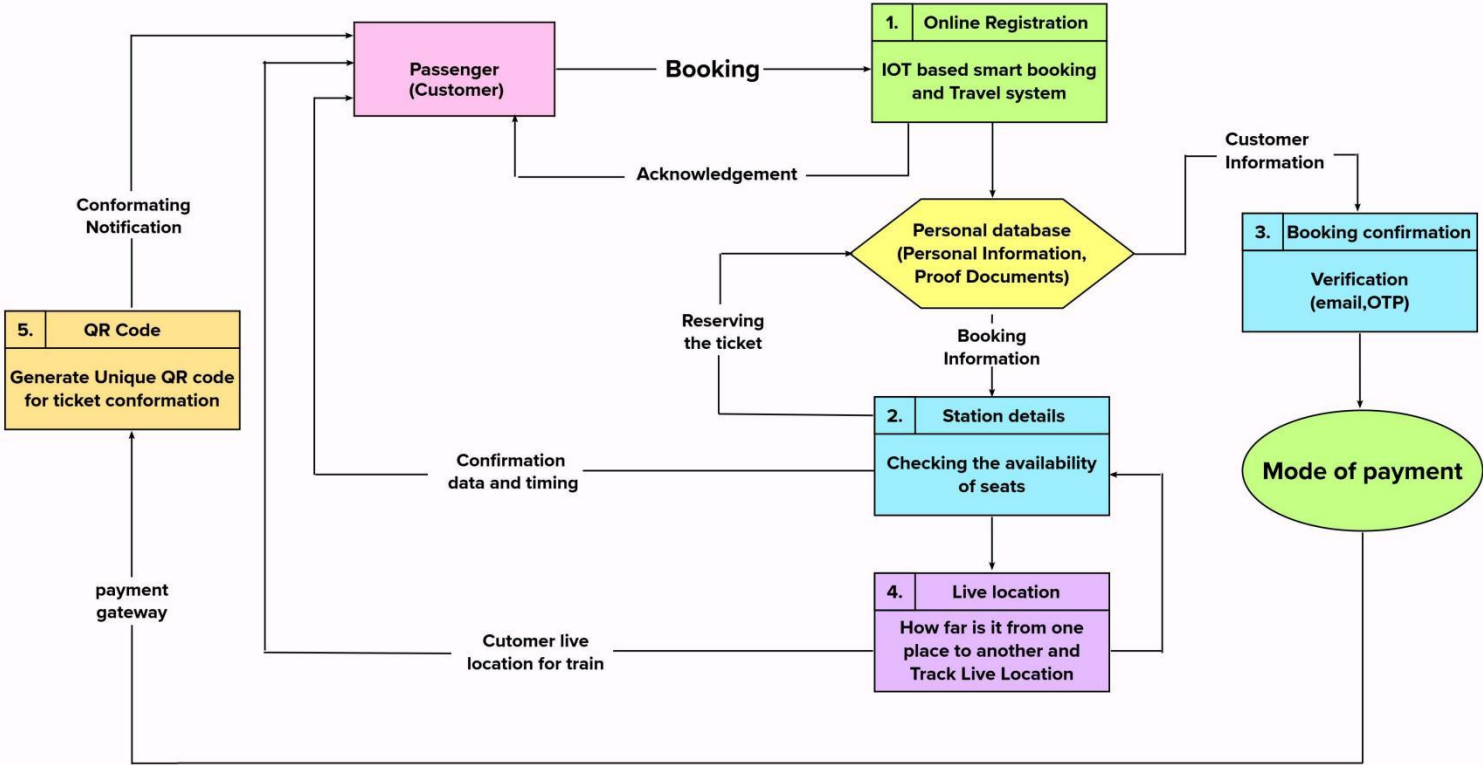 1. Online Registration
Passenger
(Customer)
Booking
IOT based smart booking
and Travel system
Acknowledgement
Customer
Information
Conformating
Notification
Personal database
(Personal Information,
Proof Documents)
3. Booking confirmation
Verification
(email,OTP)
5. QR Code
Generate Unique QR code
for ticket conformation
Reserving
the ticket
Booking
Information
2. Station details
Checking the availability
of seats
Confirmation
data and timing
Mode of payment
payment
gateway
4. Live location
How far is it from one
place to another and
Track Live Location
Cutomer live
location for train